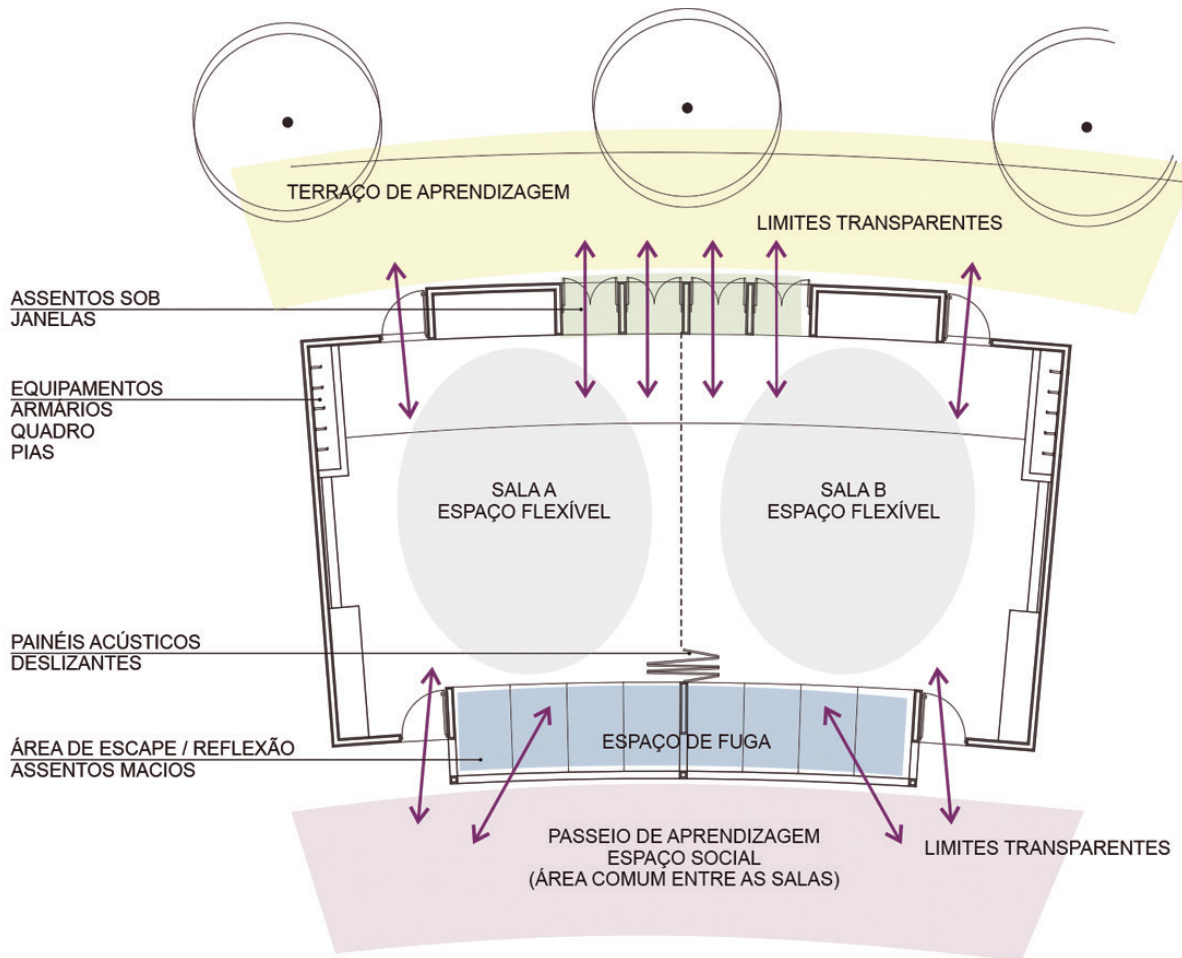 TERRAÇO DE APRENDIZAGEM
LIMITES TRANSPARENTES
ASSENTOS SOB
JANELAS
EQUIPAMENTOS
ARMÁRIOS
QUADRO
PIAS
SALA A
ESPAÇO FLEXÍVEL
SALA B
ESPAÇO FLEXÍVEL
PAINÉIS ACÚSTICOS
DESLIZANTES
ÁREA DE ESCAPE / REFLEXÃO
ASSENTOS MACIOS
ESPAÇO DE FUGA
PASSEIO DE APRENDIZAGEM
ESPAÇO SOCIAL
(ÁREA COMUM ENTRE AS SALAS)
LIMITES TRANSPARENTES